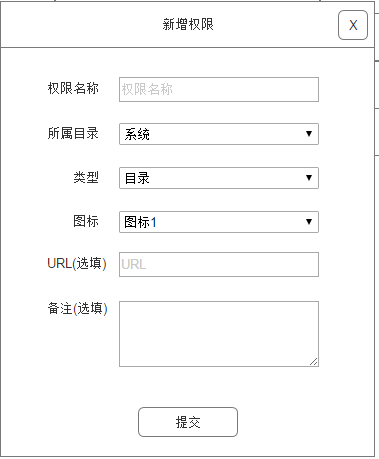 新增权限
X
权限名称
权限名称
所属目录
系统
类型
目录
图标
图标1
URL(选填)
URL
备注(选填)
提交